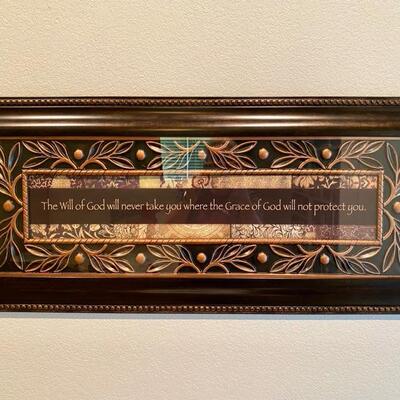 The Will of God will never take you where the Grace of God will not protect you.